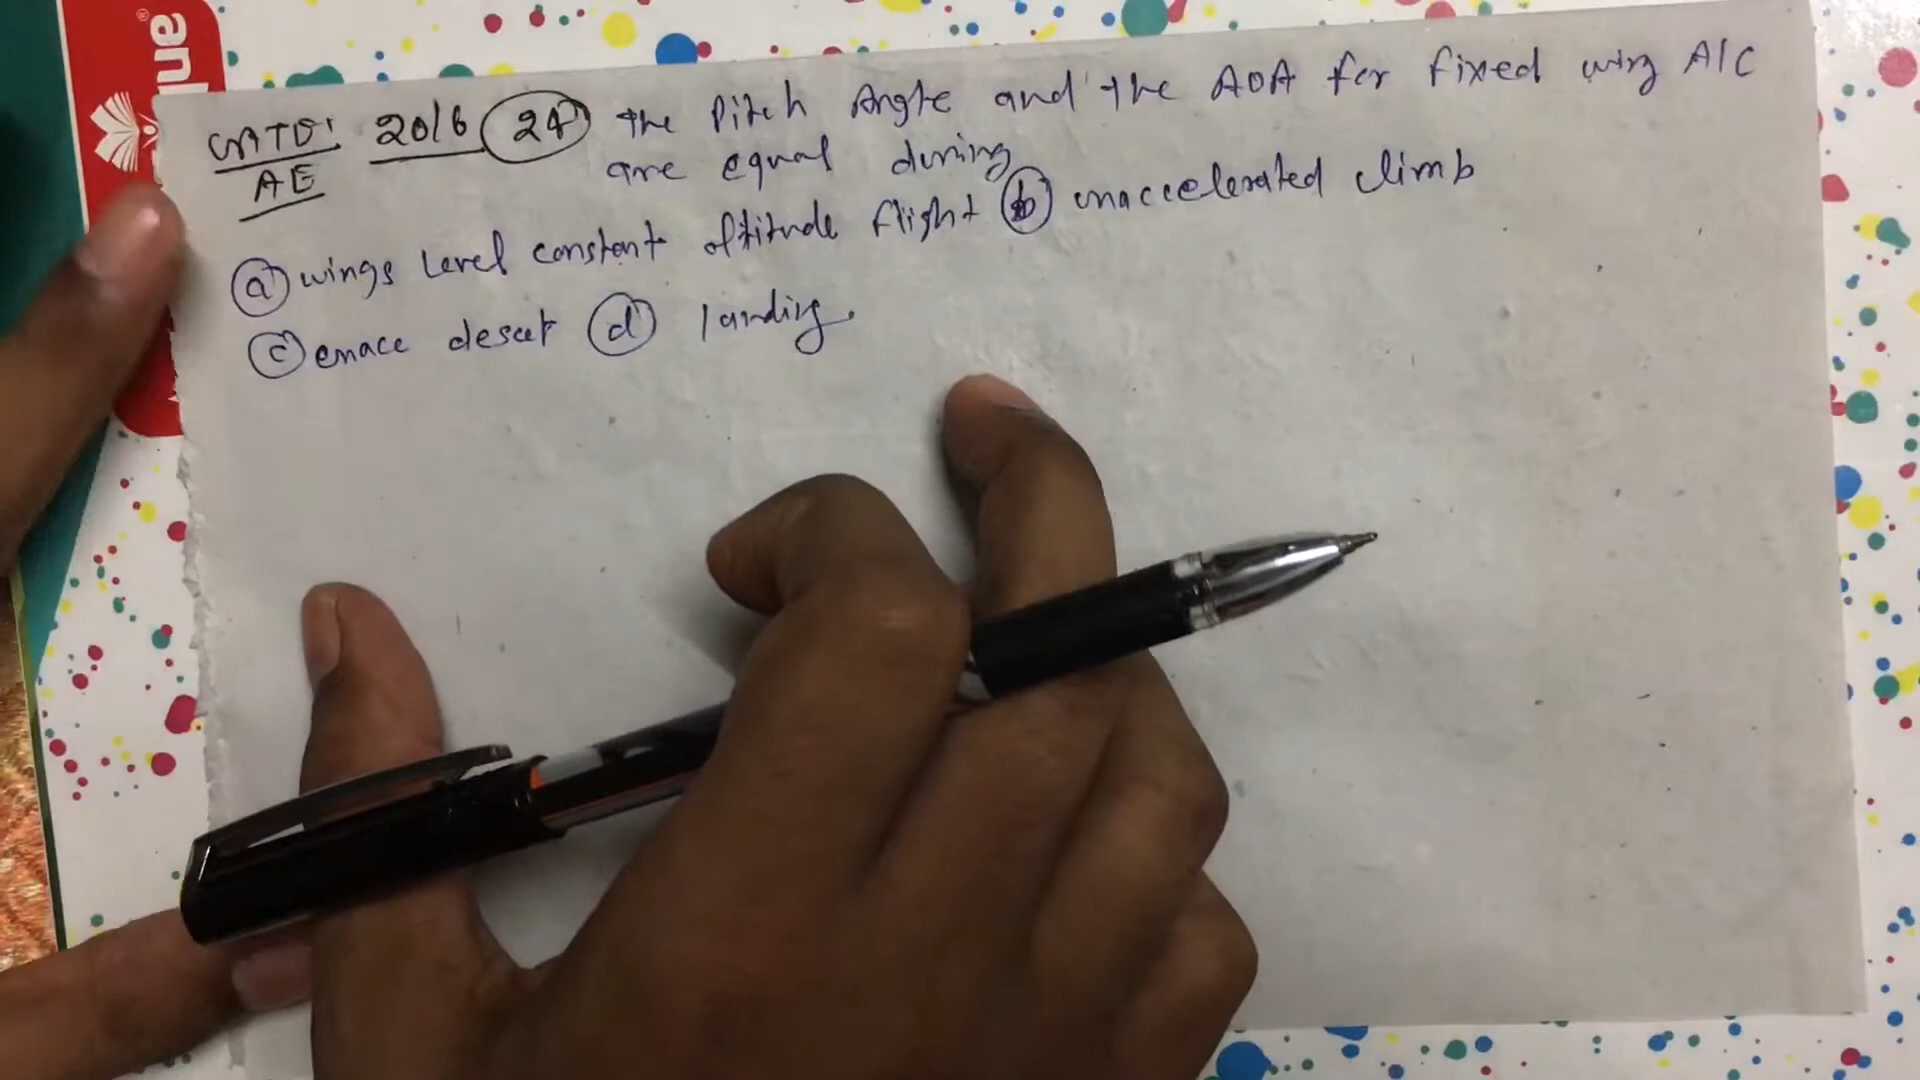 GATE 2016 24 the Pitch Angle and the AOA for fixed wing A/C
AE are equal during
a wings level constant altitude flight b unaccelerated climb
c unacc descet d landing.